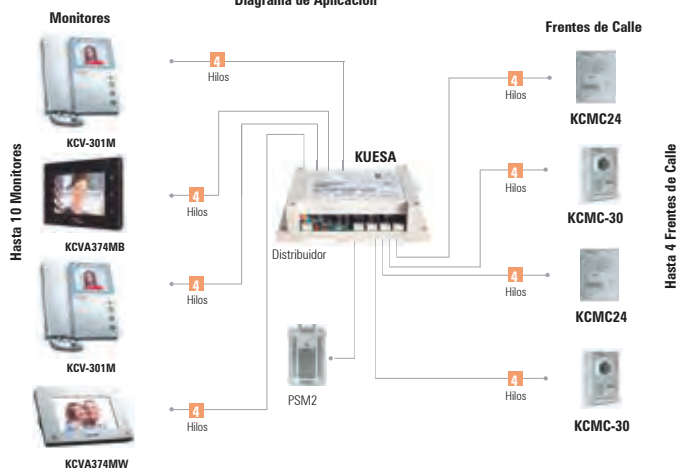 Diagrama de Aplicación
Monitores
Frentes de Calle
Hasta 10 Monitores
Hasta 4 Frentes de Calle
4
Hilos
KCV-301M
4
Hilos
KCVA374MB
4
Hilos
KCV-301M
4
Hilos
KCVA374MW
KUESA
Distribuidor
PSM2
4
Hilos
KCMC24
4
Hilos
KCMC-30
4
Hilos
KCMC24
4
Hilos
KCMC-30